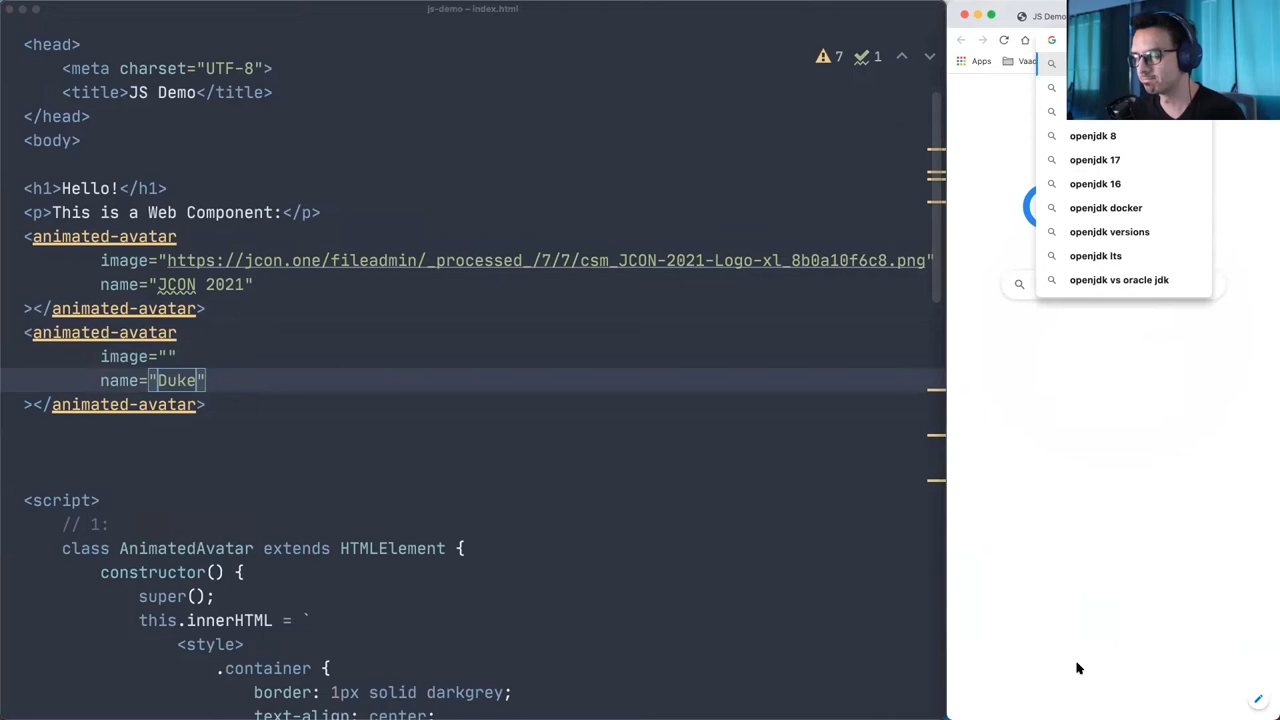 js-demo – index.html
<head>
<meta charset="UTF-8">
<title>JS Demo</title>
</head>
<body>
<h1>Hello!</h1>
<p>This is a Web Component:</p>
<animated-avatar
image="https://jcon.one/fileadmin/_processed_/7/7/csm_JCON-2021-Logo-xl_8b0a10f6c8.png"
name="JCON 2021"
></animated-avatar>
<animated-avatar
image=""
name="Duke"
></animated-avatar>
<script>
// 1:
class AnimatedAvatar extends HTMLElement {
constructor() {
super();
this.innerHTML = `
<style>
.container {
border: 1px solid darkgrey;
text-align: center;
7
1
JS Demo
Apps
Vaad
openjdk 8
openjdk 17
openjdk 16
openjdk docker
openjdk versions
openjdk lts
openjdk vs oracle jdk